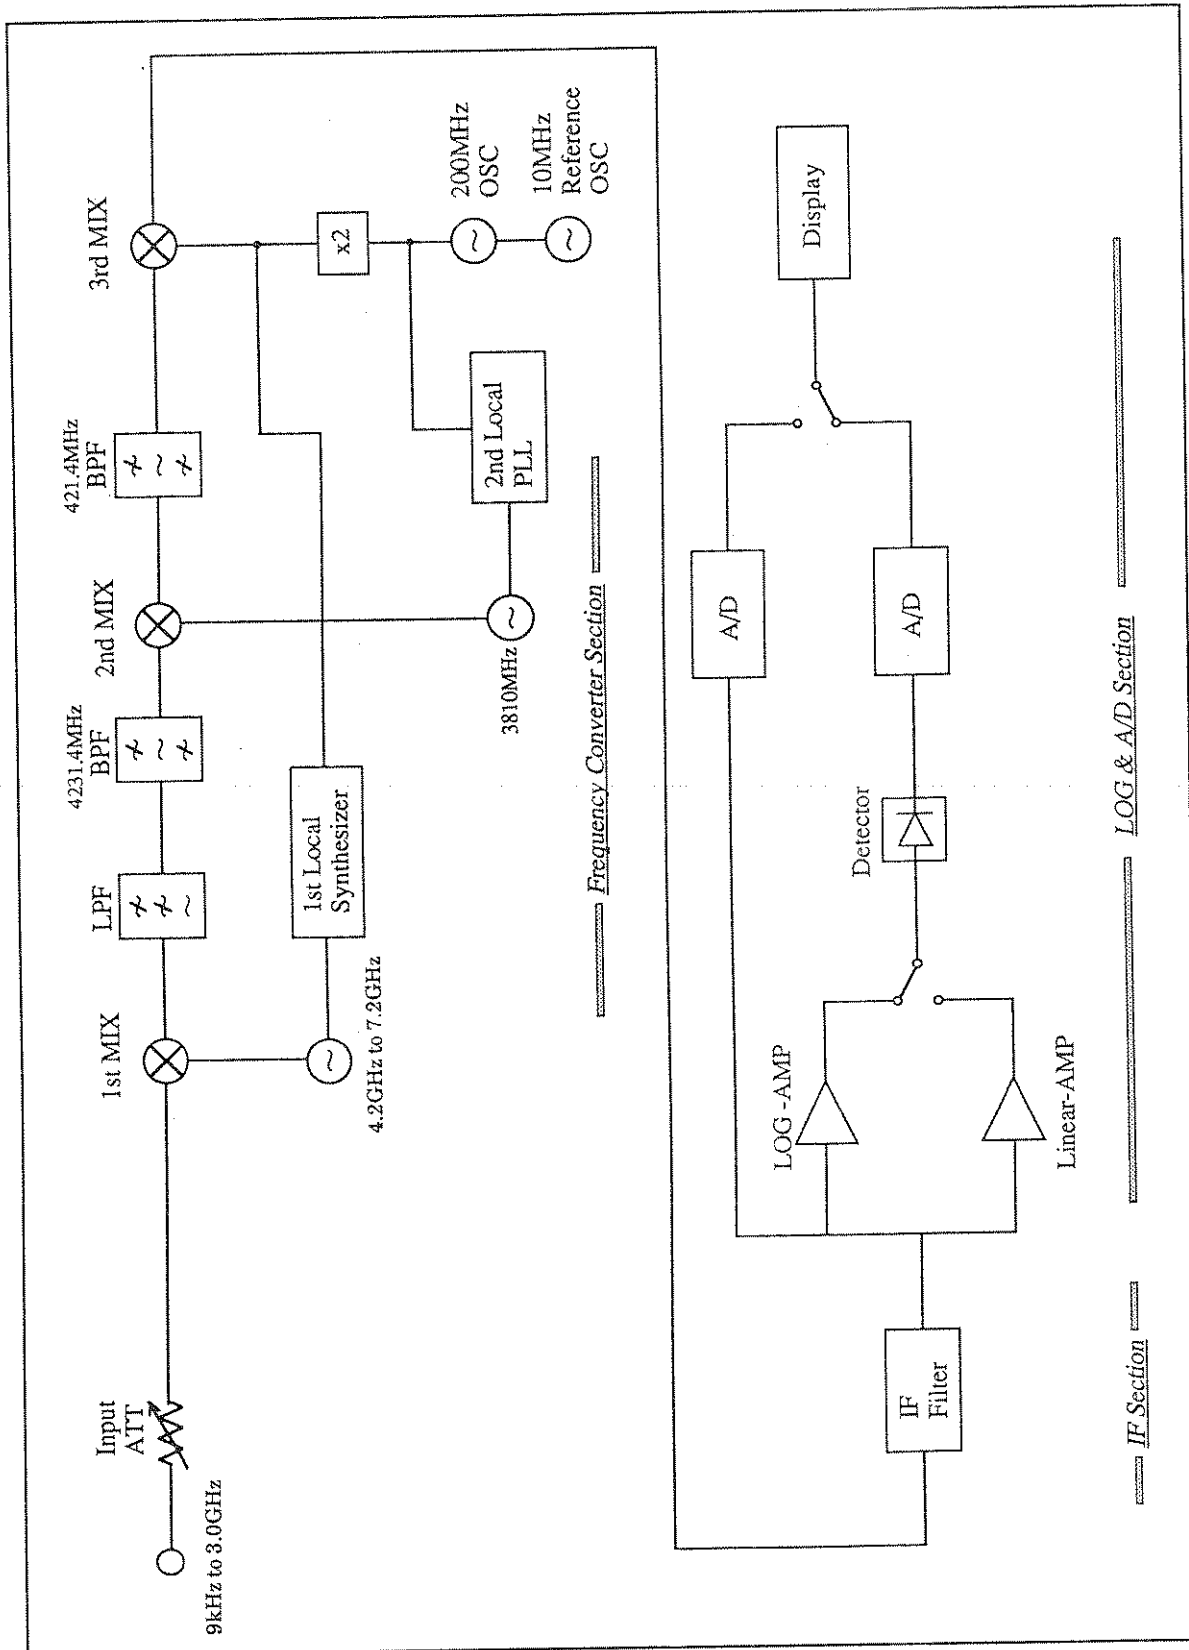 Input
ATT
9kHz to 3.0GHz
1st MIX
4.2GHz to 7.2GHz
LPF
1st Local
Synthesizer
4231.4MHz
BPF
2nd MIX
3810MHz
421.4MHz
BPF
2nd Local
PLL
3rd MIX
x2
200MHz
OSC
10MHz
Reference
OSC
Frequency Converter Section
IF
Filter
LOG -AMP
Linear-AMP
Detector
A/D
A/D
Display
IF Section
LOG & A/D Section